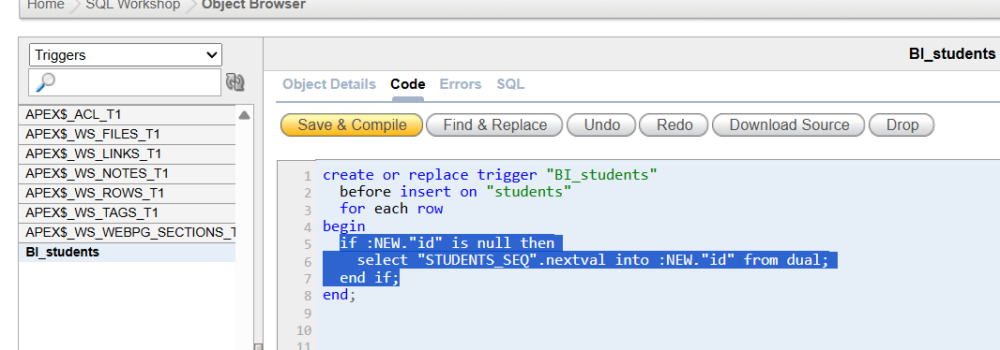 Home SQL Workshop Object Browser
Triggers
BI_students
Object Details Code Errors SQL
Save & Compile Find & Replace Undo Redo Download Source Drop
APEX$_ACL_T1
APEX$_WS_FILES_T1
APEX$_WS_LINKS_T1
APEX$_WS_NOTES_T1
APEX$_WS_ROWS_T1
APEX$_WS_TAGS_T1
APEX$_WS_WEBPG_SECTIONS_T
BI_students
1 create or replace trigger "BI_students"
2   before insert on "students"
3   for each row
4 begin
5   if :NEW."id" is null then
6     select "STUDENTS_SEQ".nextval into :NEW."id" from dual;
7   end if;
8 end;
9
10
11